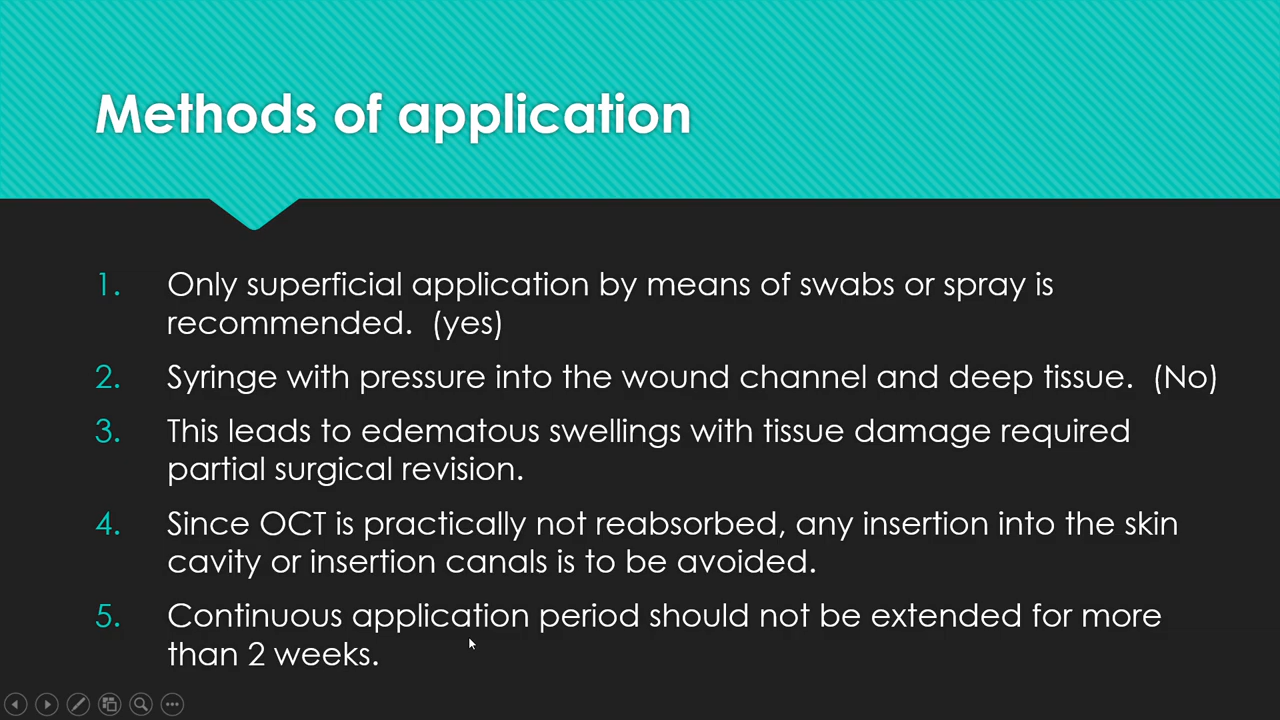 Methods of application
1. Only superficial application by means of swabs or spray is
recommended. (yes)
2. Syringe with pressure into the wound channel and deep tissue. (No)
3. This leads to edematous swellings with tissue damage required
partial surgical revision.
4. Since OCT is practically not reabsorbed, any insertion into the skin
cavity or insertion canals is to be avoided.
5. Continuous application period should not be extended for more
than 2 weeks.